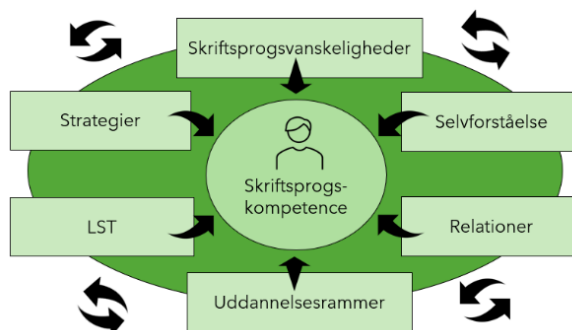 Skriftsprogsvanskeligheder
Strategier
Selvforståelse
Skriftsprogs-
kompetence
LST
Relationer
Uddannelsesrammer